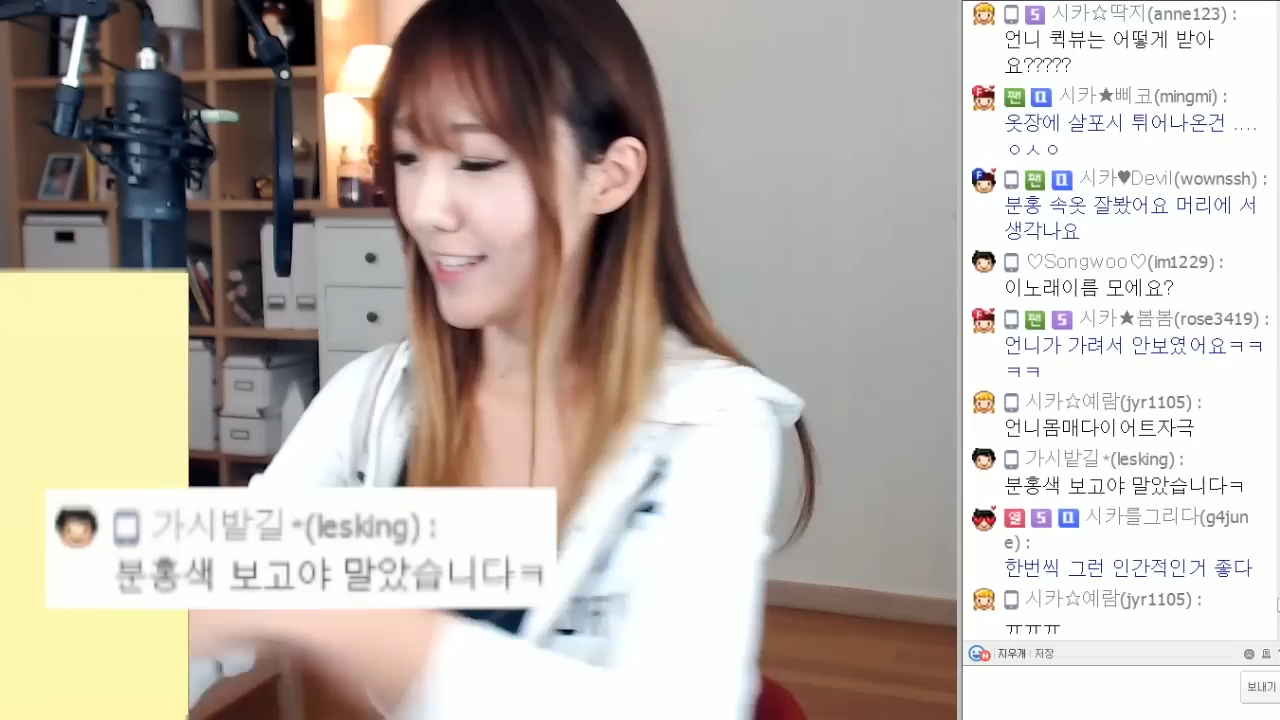 시카☆딱지(anne123) :
언니 퀵뷰는 어떻게 받아
요?????
팬 시카★삐코(mingmi) :
옷장에 살포시 튀어나온건 ....
ㅇㅅㅇ
팬 시카♥Devil(wownssh) :
분홍 속옷 잘봤어요 머리에 서
생각나요
♡Songwoo♡(im1229) :
이노래이름 모에요?
팬 S 시카★봄봄(rose3419) :
언니가 가려서 안보였어요ㅋㅋ
ㅋㅋ
시카☆예람(jyr1105) :
언니몸매다이어트자극
가시밭길*(lesking) :
분홍색 보고야 말았습니다ㅋ
열 S 시카를그리다(g4jun
e) :
한번씩 그런 인간적인거 좋다
시카☆예람(jyr1105) :
ㅠㅠㅠ
지우개 | 저장
보내기
가시밭길*(lesking) :
분홍색 보고야 말았습니다ㅋ